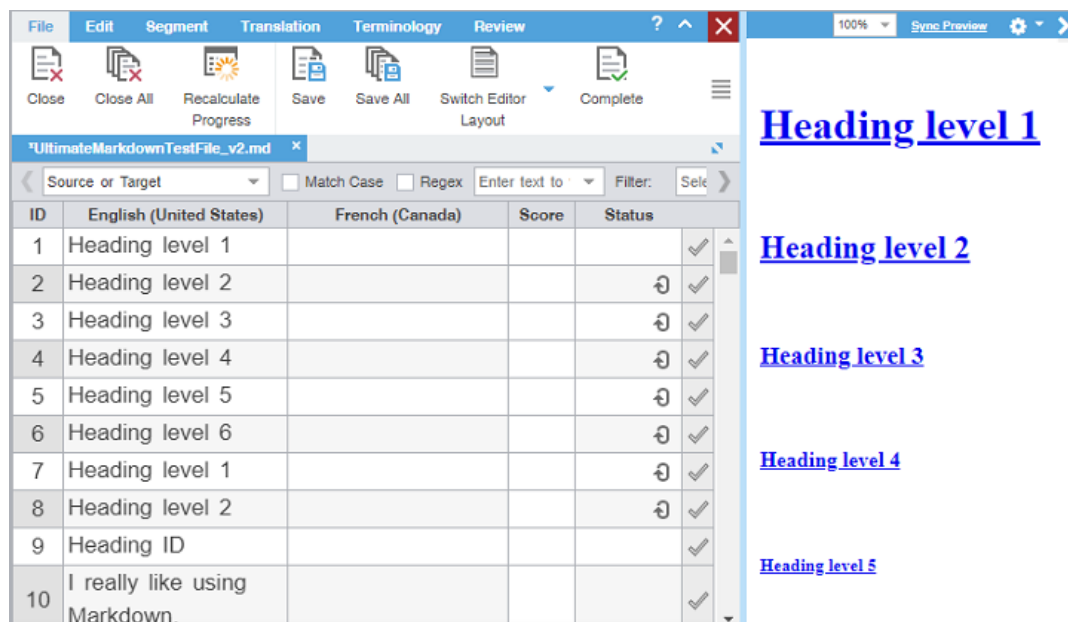 File Edit Segment Translation Terminology Review ?
100% Sync Preview
Close Close All Recalculate Progress Save Save All Switch Editor Layout Complete
*UltimateMarkdownTestFile_v2.md ×
Source or Target Match Case Regex Enter text to Filter:
ID English (United States) French (Canada) Score Status
1 Heading level 1
2 Heading level 2
3 Heading level 3
4 Heading level 4
5 Heading level 5
6 Heading level 6
7 Heading level 1
8 Heading level 2
9 Heading ID
10 I really like using
Markdown.
Heading level 1
Heading level 2
Heading level 3
Heading level 4
Heading level 5